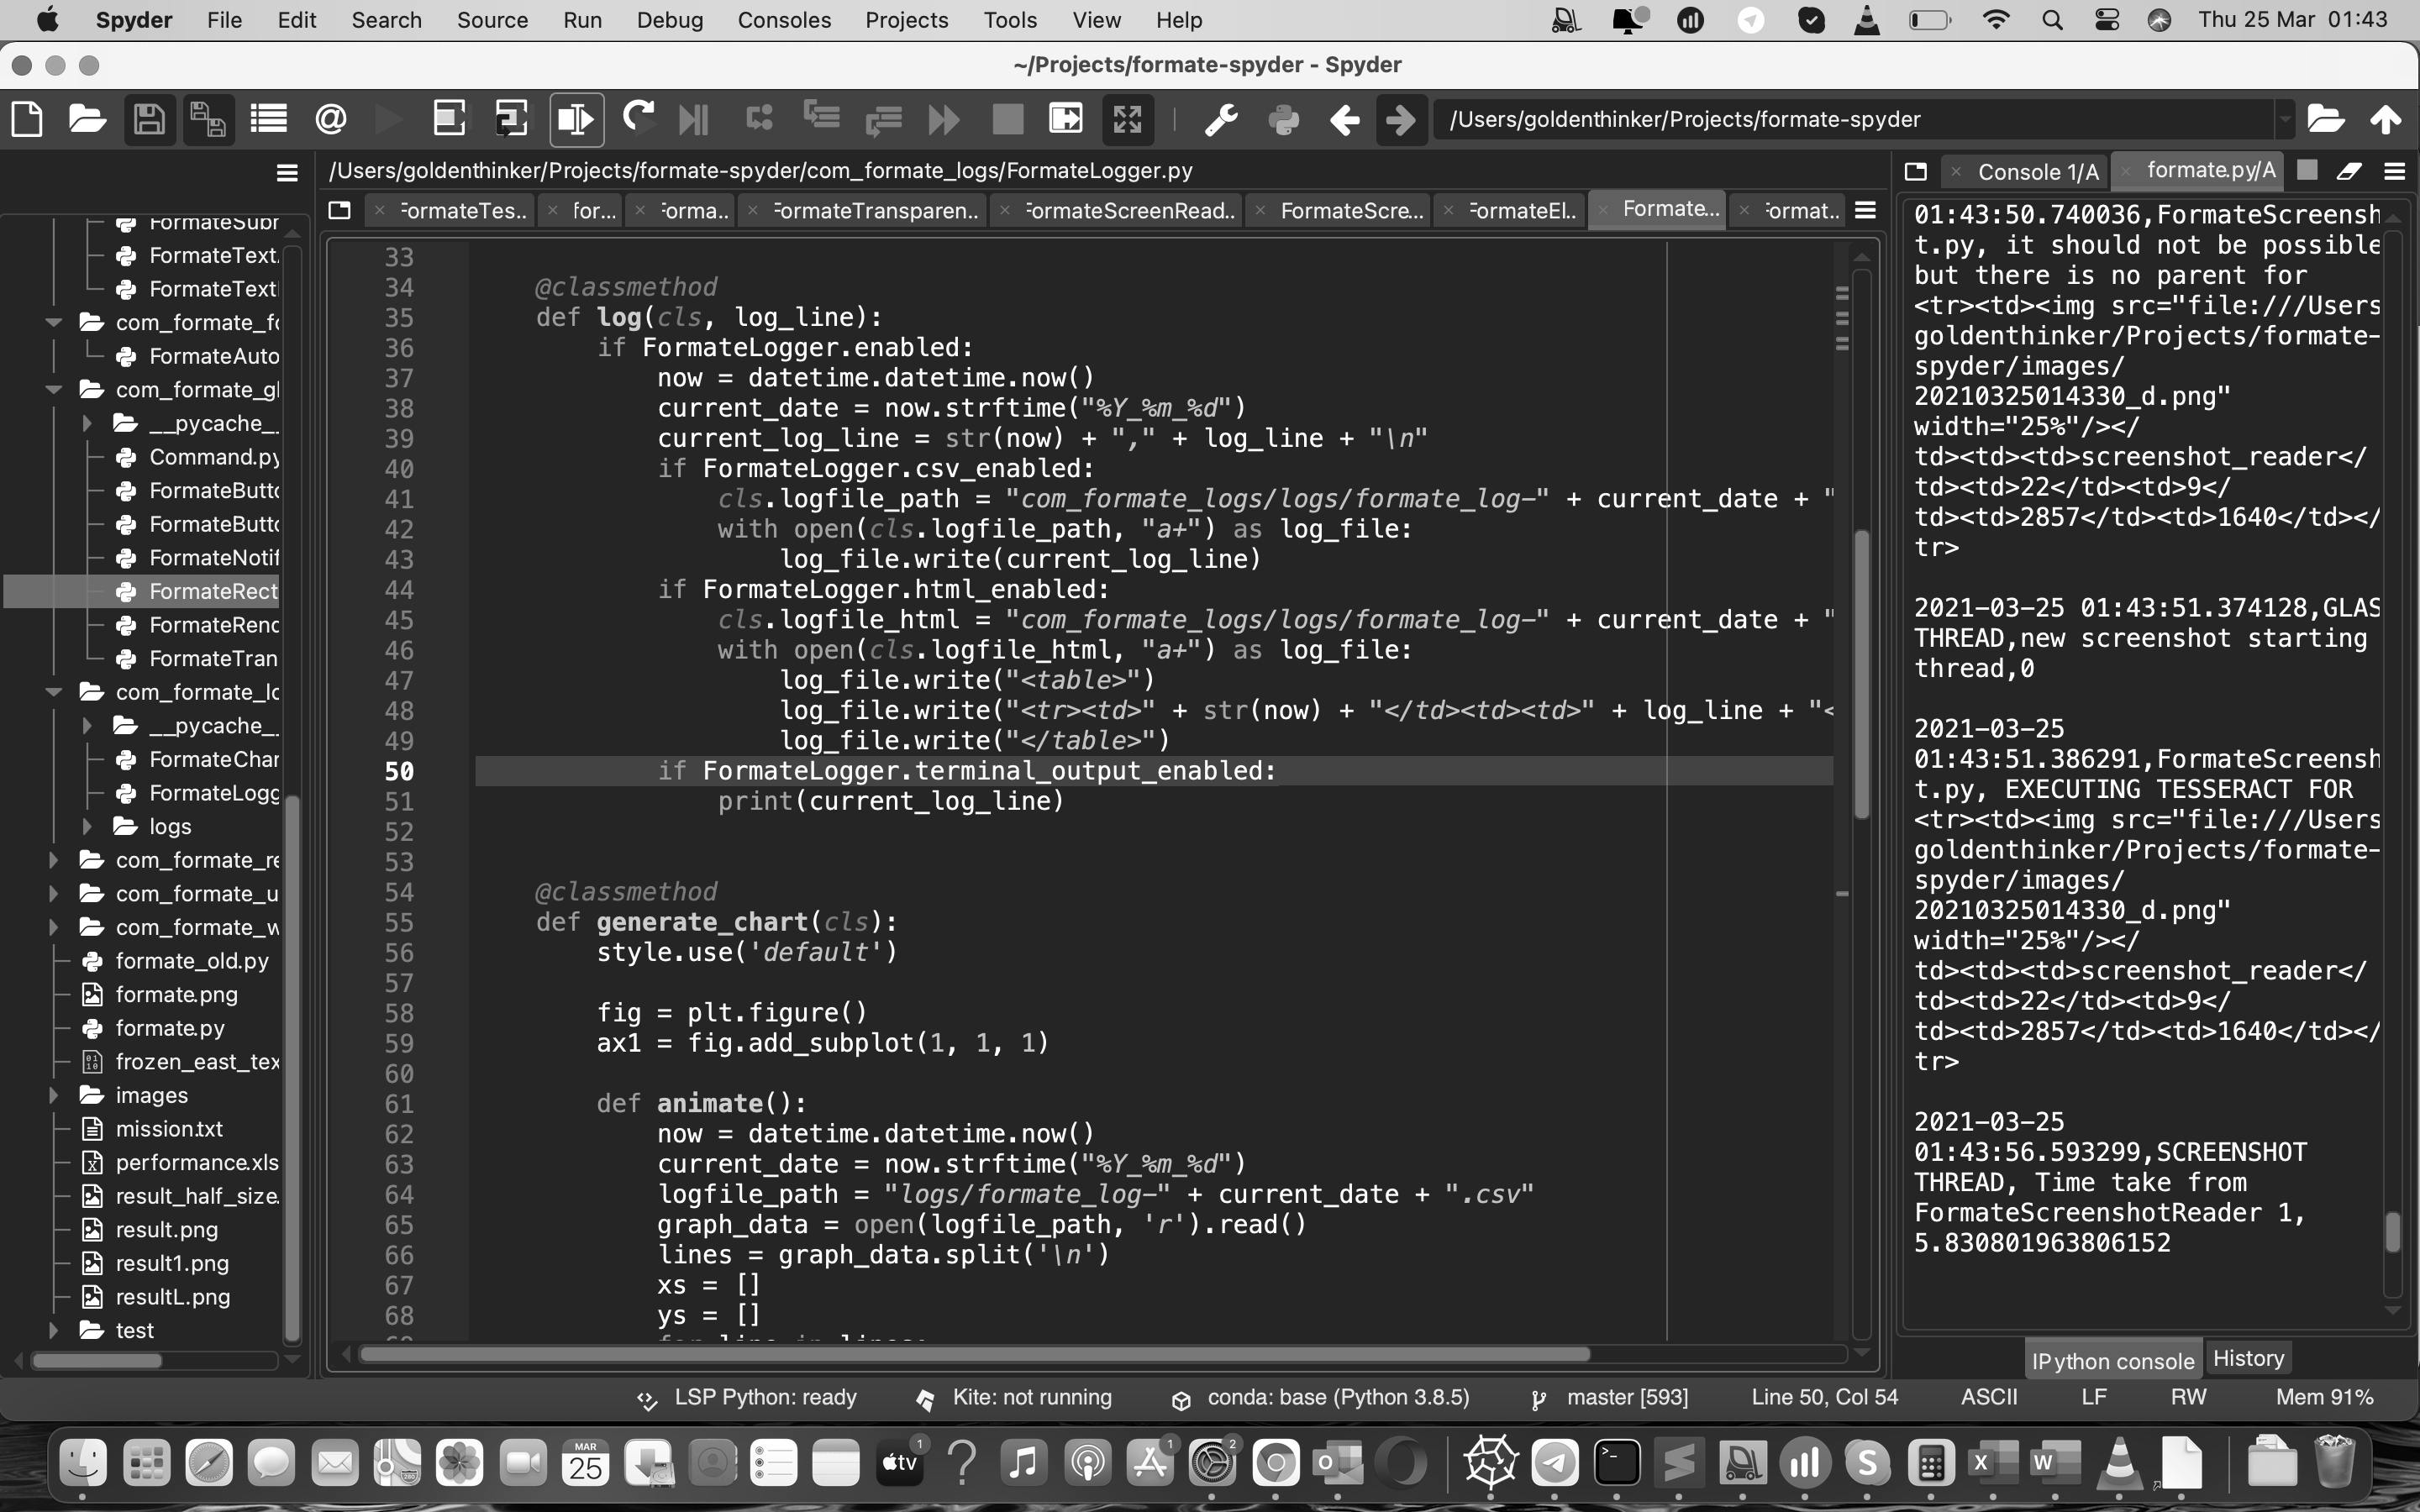 Spyder File Edit Search Source Run Debug Consoles Projects Tools View Help Thu 25 Mar 01:43
~/Projects/formate-spyder - Spyder
/Users/goldenthinker/Projects/formate-spyder
/Users/goldenthinker/Projects/formate-spyder/com_formate_logs/FormateLogger.py
Console 1/A formate.py/A
FormateTes.. for... Forma.. FormateTransparen.. FormateScreenRead.. FormateScre... FormateEl.. Formate... Format..
FormateSubr
FormateText.
FormateText
com_formate_fo
FormateAuto
com_formate_gl
__pycache__
Command.py
FormateButto
FormateButto
FormateNotif
FormateRect
FormateRend
FormateTran
com_formate_lo
__pycache__
FormateChar
FormateLogg
logs
com_formate_re
com_formate_u
com_formate_w
formate_old.py
formate.png
formate.py
frozen_east_tex
images
mission.txt
performance.xls
result_half_size.
result.png
result1.png
resultL.png
test
33
34 @classmethod
35 def log(cls, log_line):
36 if FormateLogger.enabled:
37 now = datetime.datetime.now()
38 current_date = now.strftime("%Y_%m_%d")
39 current_log_line = str(now) + "," + log_line + "\n"
40 if FormateLogger.csv_enabled:
41 cls.logfile_path = "com_formate_logs/logs/formate_log-" + current_date + "
42 with open(cls.logfile_path, "a+") as log_file:
43 log_file.write(current_log_line)
44 if FormateLogger.html_enabled:
45 cls.logfile_html = "com_formate_logs/logs/formate_log-" + current_date + "
46 with open(cls.logfile_html, "a+") as log_file:
47 log_file.write("<table>")
48 log_file.write("<tr><td>" + str(now) + "</td><td><td>" + log_line + "<
49 log_file.write("</table>")
50 if FormateLogger.terminal_output_enabled:
51 print(current_log_line)
52
53
54 @classmethod
55 def generate_chart(cls):
56 style.use('default')
57
58 fig = plt.figure()
59 ax1 = fig.add_subplot(1, 1, 1)
60
61 def animate():
62 now = datetime.datetime.now()
63 current_date = now.strftime("%Y_%m_%d")
64 logfile_path = "logs/formate_log-" + current_date + ".csv"
65 graph_data = open(logfile_path, 'r').read()
66 lines = graph_data.split('\n')
67 xs = []
68 ys = []
69 for line in lines:
01:43:50.740036,FormateScreensh
t.py, it should not be possible
but there is no parent for
<tr><td><img src="file:///Users
goldenthinker/Projects/formate-
spyder/images/
20210325014330_d.png"
width="25%"/></
td><td><td>screenshot_reader</
td><td>22</td><td>9</
td><td>2857</td><td>1640</td></
tr>
2021-03-25 01:43:51.374128,GLAS
THREAD,new screenshot starting
thread,0
2021-03-25
01:43:51.386291,FormateScreensh
t.py, EXECUTING TESSERACT FOR
<tr><td><img src="file:///Users
goldenthinker/Projects/formate-
spyder/images/
20210325014330_d.png"
width="25%"/></
td><td><td>screenshot_reader</
td><td>22</td><td>9</
td><td>2857</td><td>1640</td></
tr>
2021-03-25
01:43:56.593299,SCREENSHOT
THREAD, Time take from
FormateScreenshotReader 1,
5.830801963806152
IPython console History
LSP Python: ready Kite: not running conda: base (Python 3.8.5) master [593] Line 50, Col 54 ASCII LF RW Mem 91%
MAR
25
tv
1
1
2